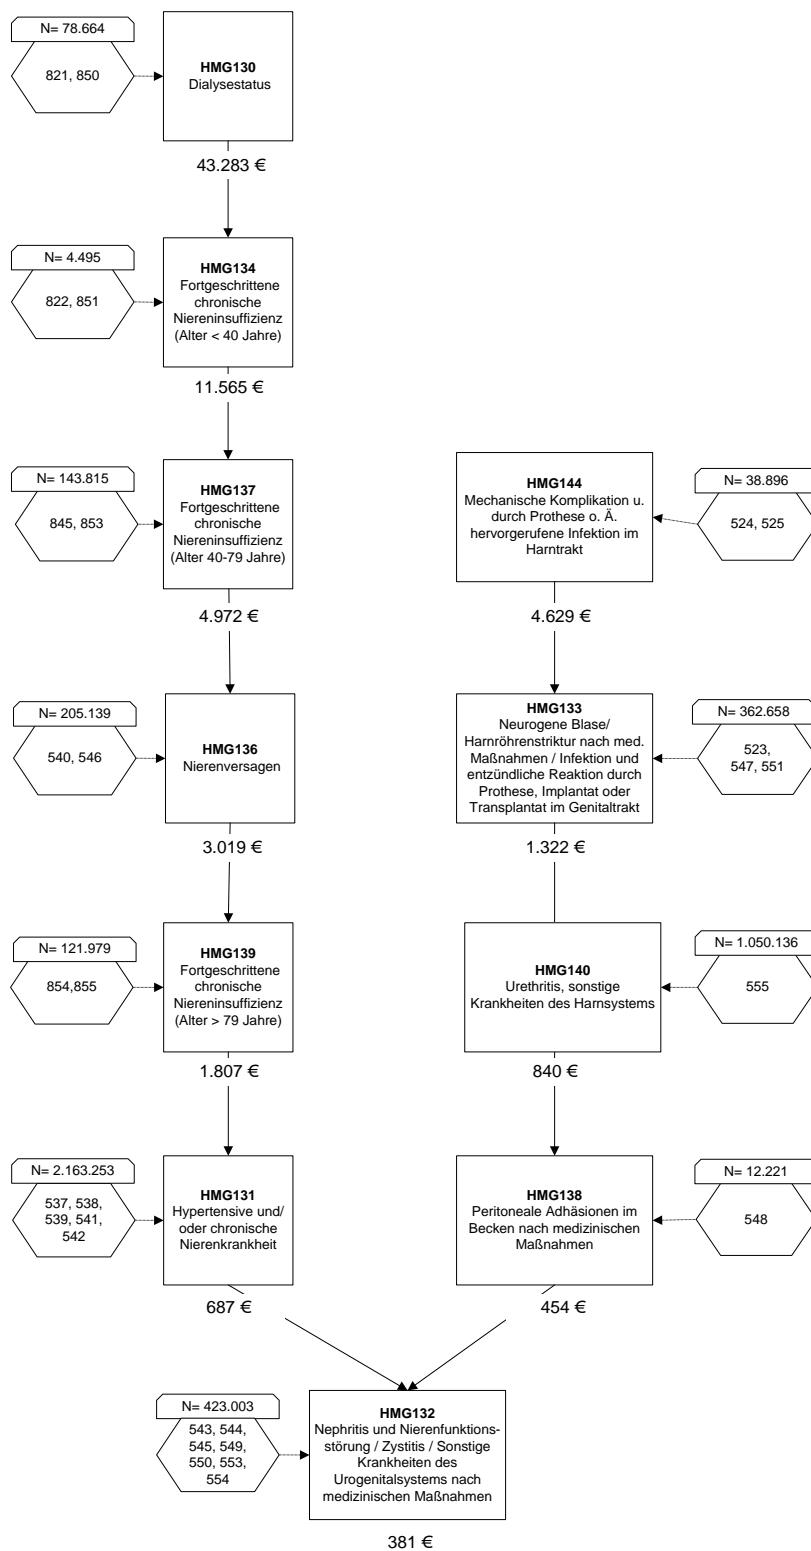 N= 78.664
821, 850
HMG130
Dialysestatus
43.283 €
N= 4.495
822, 851
HMG134
Fortgeschrittene
chronische
Niereninsuffizienz
(Alter < 40 Jahre)
11.565 €
N= 143.815
845, 853
HMG137
Fortgeschrittene
chronische
Niereninsuffizienz
(Alter 40-79 Jahre)
4.972 €
HMG144
Mechanische Komplikation u.
durch Prothese o. Ä.
hervorgerufene Infektion im
Harntrakt
N= 38.896
524, 525
4.629 €
N= 205.139
540, 546
HMG136
Nierenversagen
3.019 €
HMG133
Neurogene Blase/
Harnröhrenstriktur nach med.
Maßnahmen / Infektion und
entzündliche Reaktion durch
Prothese, Implantat oder
Transplantat im Genitaltrakt
N= 362.658
523,
547, 551
1.322 €
N= 121.979
854,855
HMG139
Fortgeschrittene
chronische
Niereninsuffizienz
(Alter > 79 Jahre)
1.807 €
HMG140
Urethritis, sonstige
Krankheiten des Harnsystems
N= 1.050.136
555
840 €
N= 2.163.253
537, 538,
539, 541,
542
HMG131
Hypertensive und/
oder chronische
Nierenkrankheit
687 €
HMG138
Peritoneale Adhäsionen im
Becken nach medizinischen
Maßnahmen
N= 12.221
548
454 €
N= 423.003
543, 544,
545, 549,
550, 553,
554
HMG132
Nephritis und Nierenfunktions-
störung / Zystitis / Sonstige
Krankheiten des
Urogenitalsystems nach
medizinischen Maßnahmen
381 €